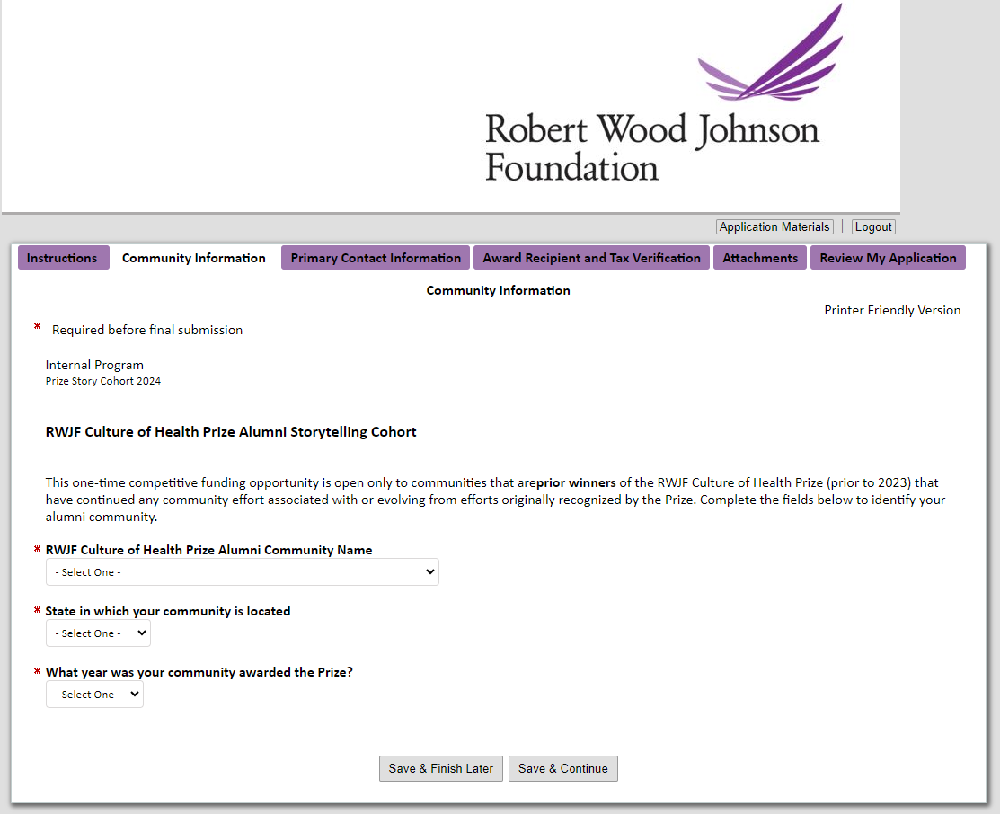 Robert Wood Johnson
Foundation
Application Materials | Logout
Instructions Community Information Primary Contact Information Award Recipient and Tax Verification Attachments Review My Application
Community Information
Printer Friendly Version
* Required before final submission
Internal Program
Prize Story Cohort 2024
RWJF Culture of Health Prize Alumni Storytelling Cohort
This one-time competitive funding opportunity is open only to communities that areprior winners of the RWJF Culture of Health Prize (prior to 2023) that
have continued any community effort associated with or evolving from efforts originally recognized by the Prize. Complete the fields below to identify your
alumni community.
* RWJF Culture of Health Prize Alumni Community Name
- Select One -
* State in which your community is located
- Select One -
* What year was your community awarded the Prize?
- Select One -
Save & Finish Later Save & Continue